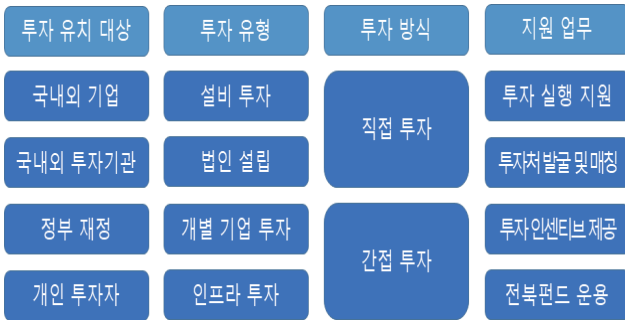 투자 유치 대상
투자 유형
투자 방식
지원 업무
국내외 기업
설비 투자
직접 투자
투자 실행 지원
국내외 투자기관
법인 설립
투자처 발굴 및 매칭
정부 재정
개별 기업 투자
간접 투자
투자 인센티브 제공
개인 투자자
인프라 투자
전북펀드 운용